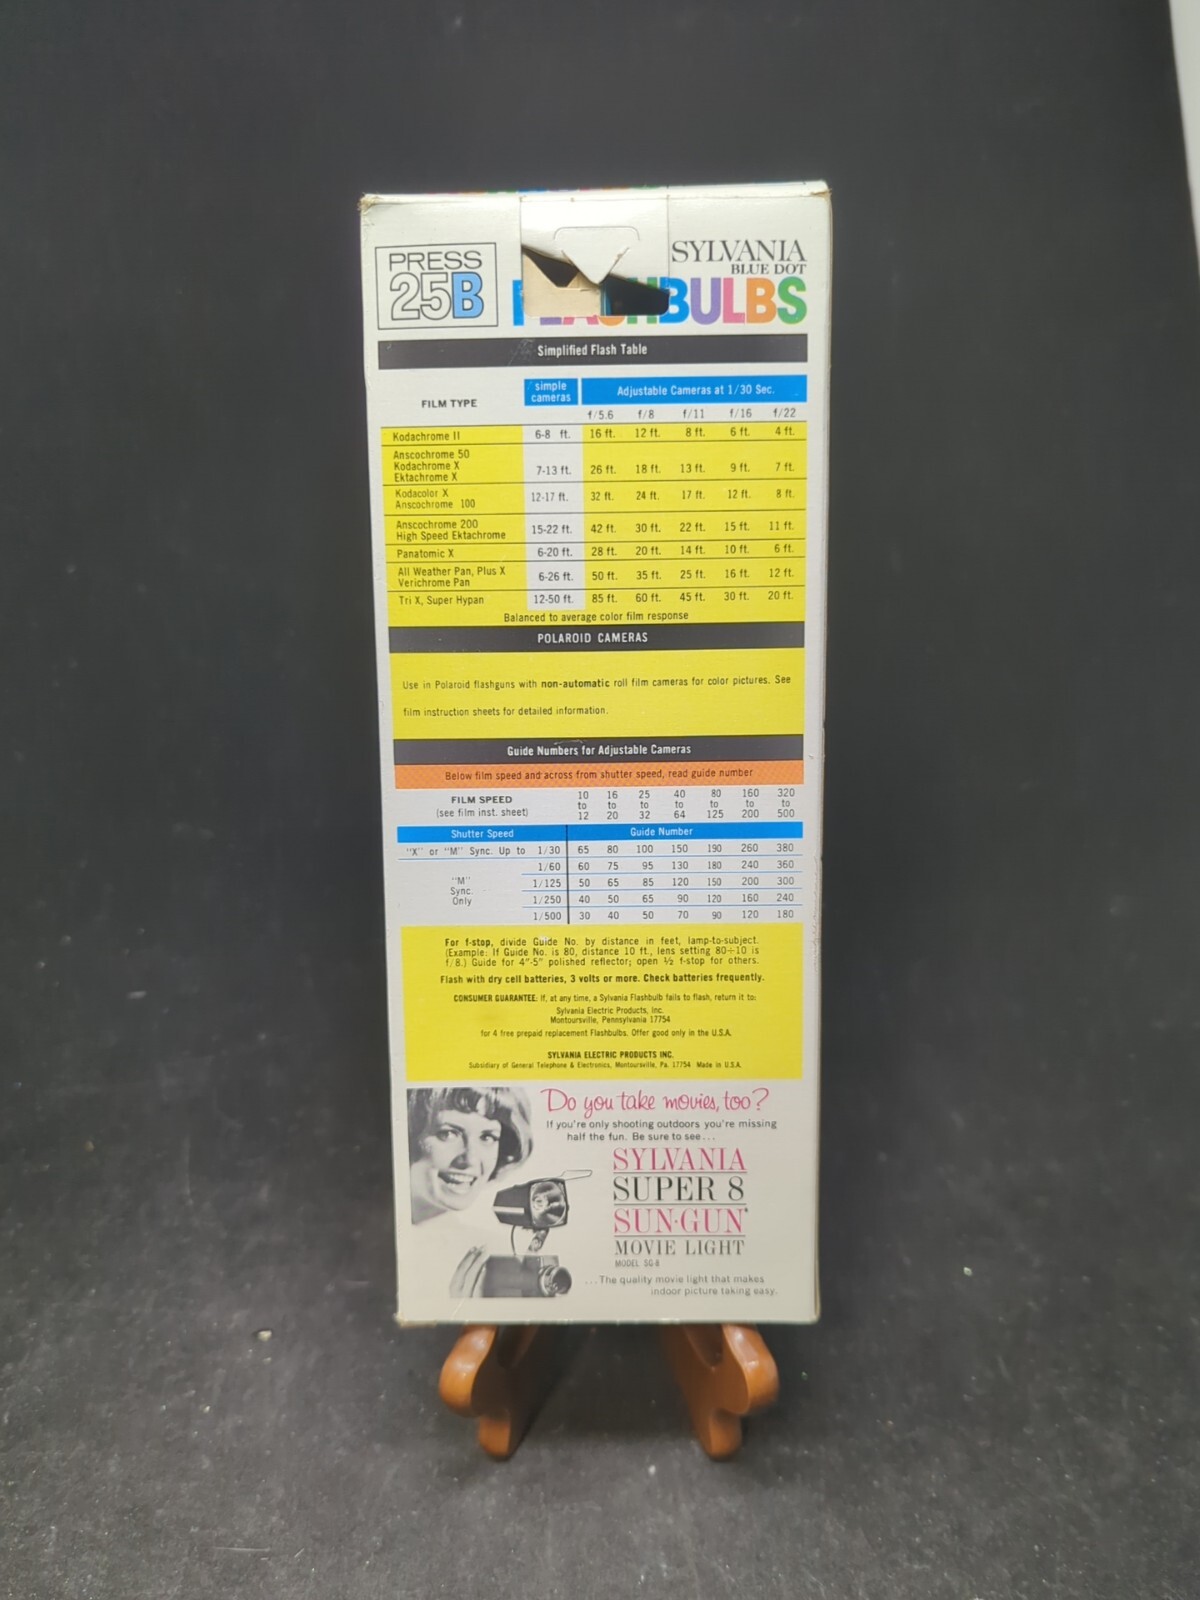 PRESS
25B
SYLVANIA
BLUE DOT
BULBS
Simplified Flash Table
FILM TYPE
simple
cameras
Adjustable Cameras at 1/30 Sec.
f/5.6 f/8 f/11 f/16 f/22
Kodachrome II 6-8 ft. 16 ft. 12 ft. 8 ft. 6 ft. 4 ft.
Anscochrome 50
Kodachrome X 7-13 ft. 26 ft. 18 ft. 13 ft. 9 ft. 7 ft.
Ektachrome X
Kodacolor X 12-17 ft. 32 ft. 24 ft. 17 ft. 12 ft. 8 ft.
Anscochrome 100
Anscochrome 200 15-22 ft. 42 ft. 30 ft. 22 ft. 15 ft. 11 ft.
High Speed Ektachrome
Panatomic X 6-20 ft. 28 ft. 20 ft. 14 ft. 10 ft. 6 ft.
All Weather Pan, Plus X 6-26 ft. 50 ft. 35 ft. 25 ft. 16 ft. 12 ft.
Verichrome Pan
Tri X, Super Hypan 12-50 ft. 85 ft. 60 ft. 45 ft. 30 ft. 20 ft.
Balanced to average color film response
POLAROID CAMERAS
Use in Polaroid flashguns with non-automatic roll film cameras for color pictures. See
film instruction sheets for detailed information.
Guide Numbers for Adjustable Cameras
Below film speed and across from shutter speed, read guide number
FILM SPEED
(see film inst. sheet)
10 16 25 40 80 160 320
to to to to to to to
12 20 32 64 125 200 500
Shutter Speed Guide Number
"X" or "M" Sync. Up to 1/30 65 80 100 150 190 260 380
1/60 60 75 95 130 180 240 360
"M"
Sync.
Only
1/125 50 65 85 120 150 200 300
1/250 40 50 65 90 120 160 240
1/500 30 40 50 70 90 120 180
For f-stop, divide Guide No. by distance in feet, lamp-to-subject.
(Example: If Guide No. is 80, distance 10 ft., lens setting 80÷10 is
f/8.) Guide for 4"-5" polished reflector; open ½ f-stop for others.
Flash with dry cell batteries, 3 volts or more. Check batteries frequently.
CONSUMER GUARANTEE: If, at any time, a Sylvania Flashbulb fails to flash, return it to:
Sylvania Electric Products, Inc.
Montoursville, Pennsylvania 17754
for 4 free prepaid replacement Flashbulbs. Offer good only in the U.S.A.
SYLVANIA ELECTRIC PRODUCTS INC.
Subsidiary of General Telephone & Electronics, Montoursville, Pa. 17754 Made in U.S.A.
Do you take movies, too?
If you're only shooting outdoors you're missing
half the fun. Be sure to see...
SYLVANIA
SUPER 8
SUN·GUN*
MOVIE LIGHT
MODEL SG-8
...The quality movie light that makes
indoor picture taking easy.